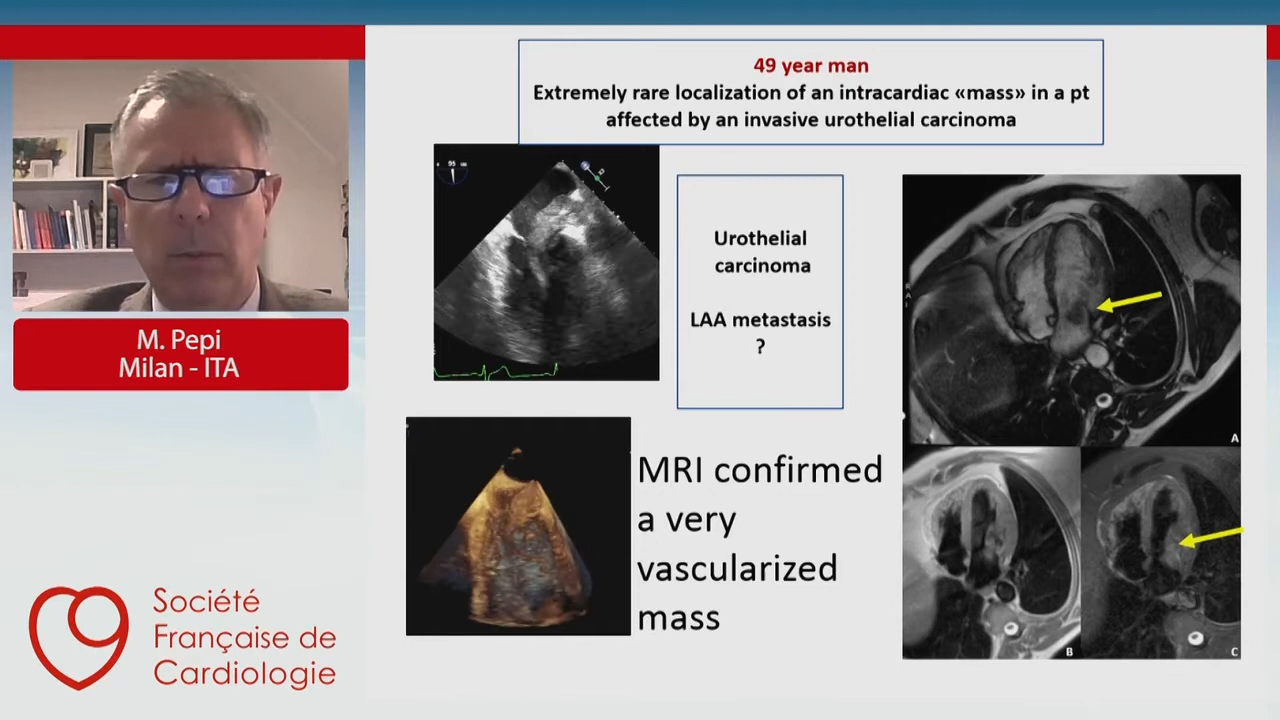 49 year man
Extremely rare localization of an intracardiac «mass» in a pt
affected by an invasive urothelial carcinoma
Urothelial
carcinoma
LAA metastasis
?
M. Pepi
Milan - ITA
MRI confirmed
a very
vascularized
mass
A
B
C
Société
Française de
Cardiologie